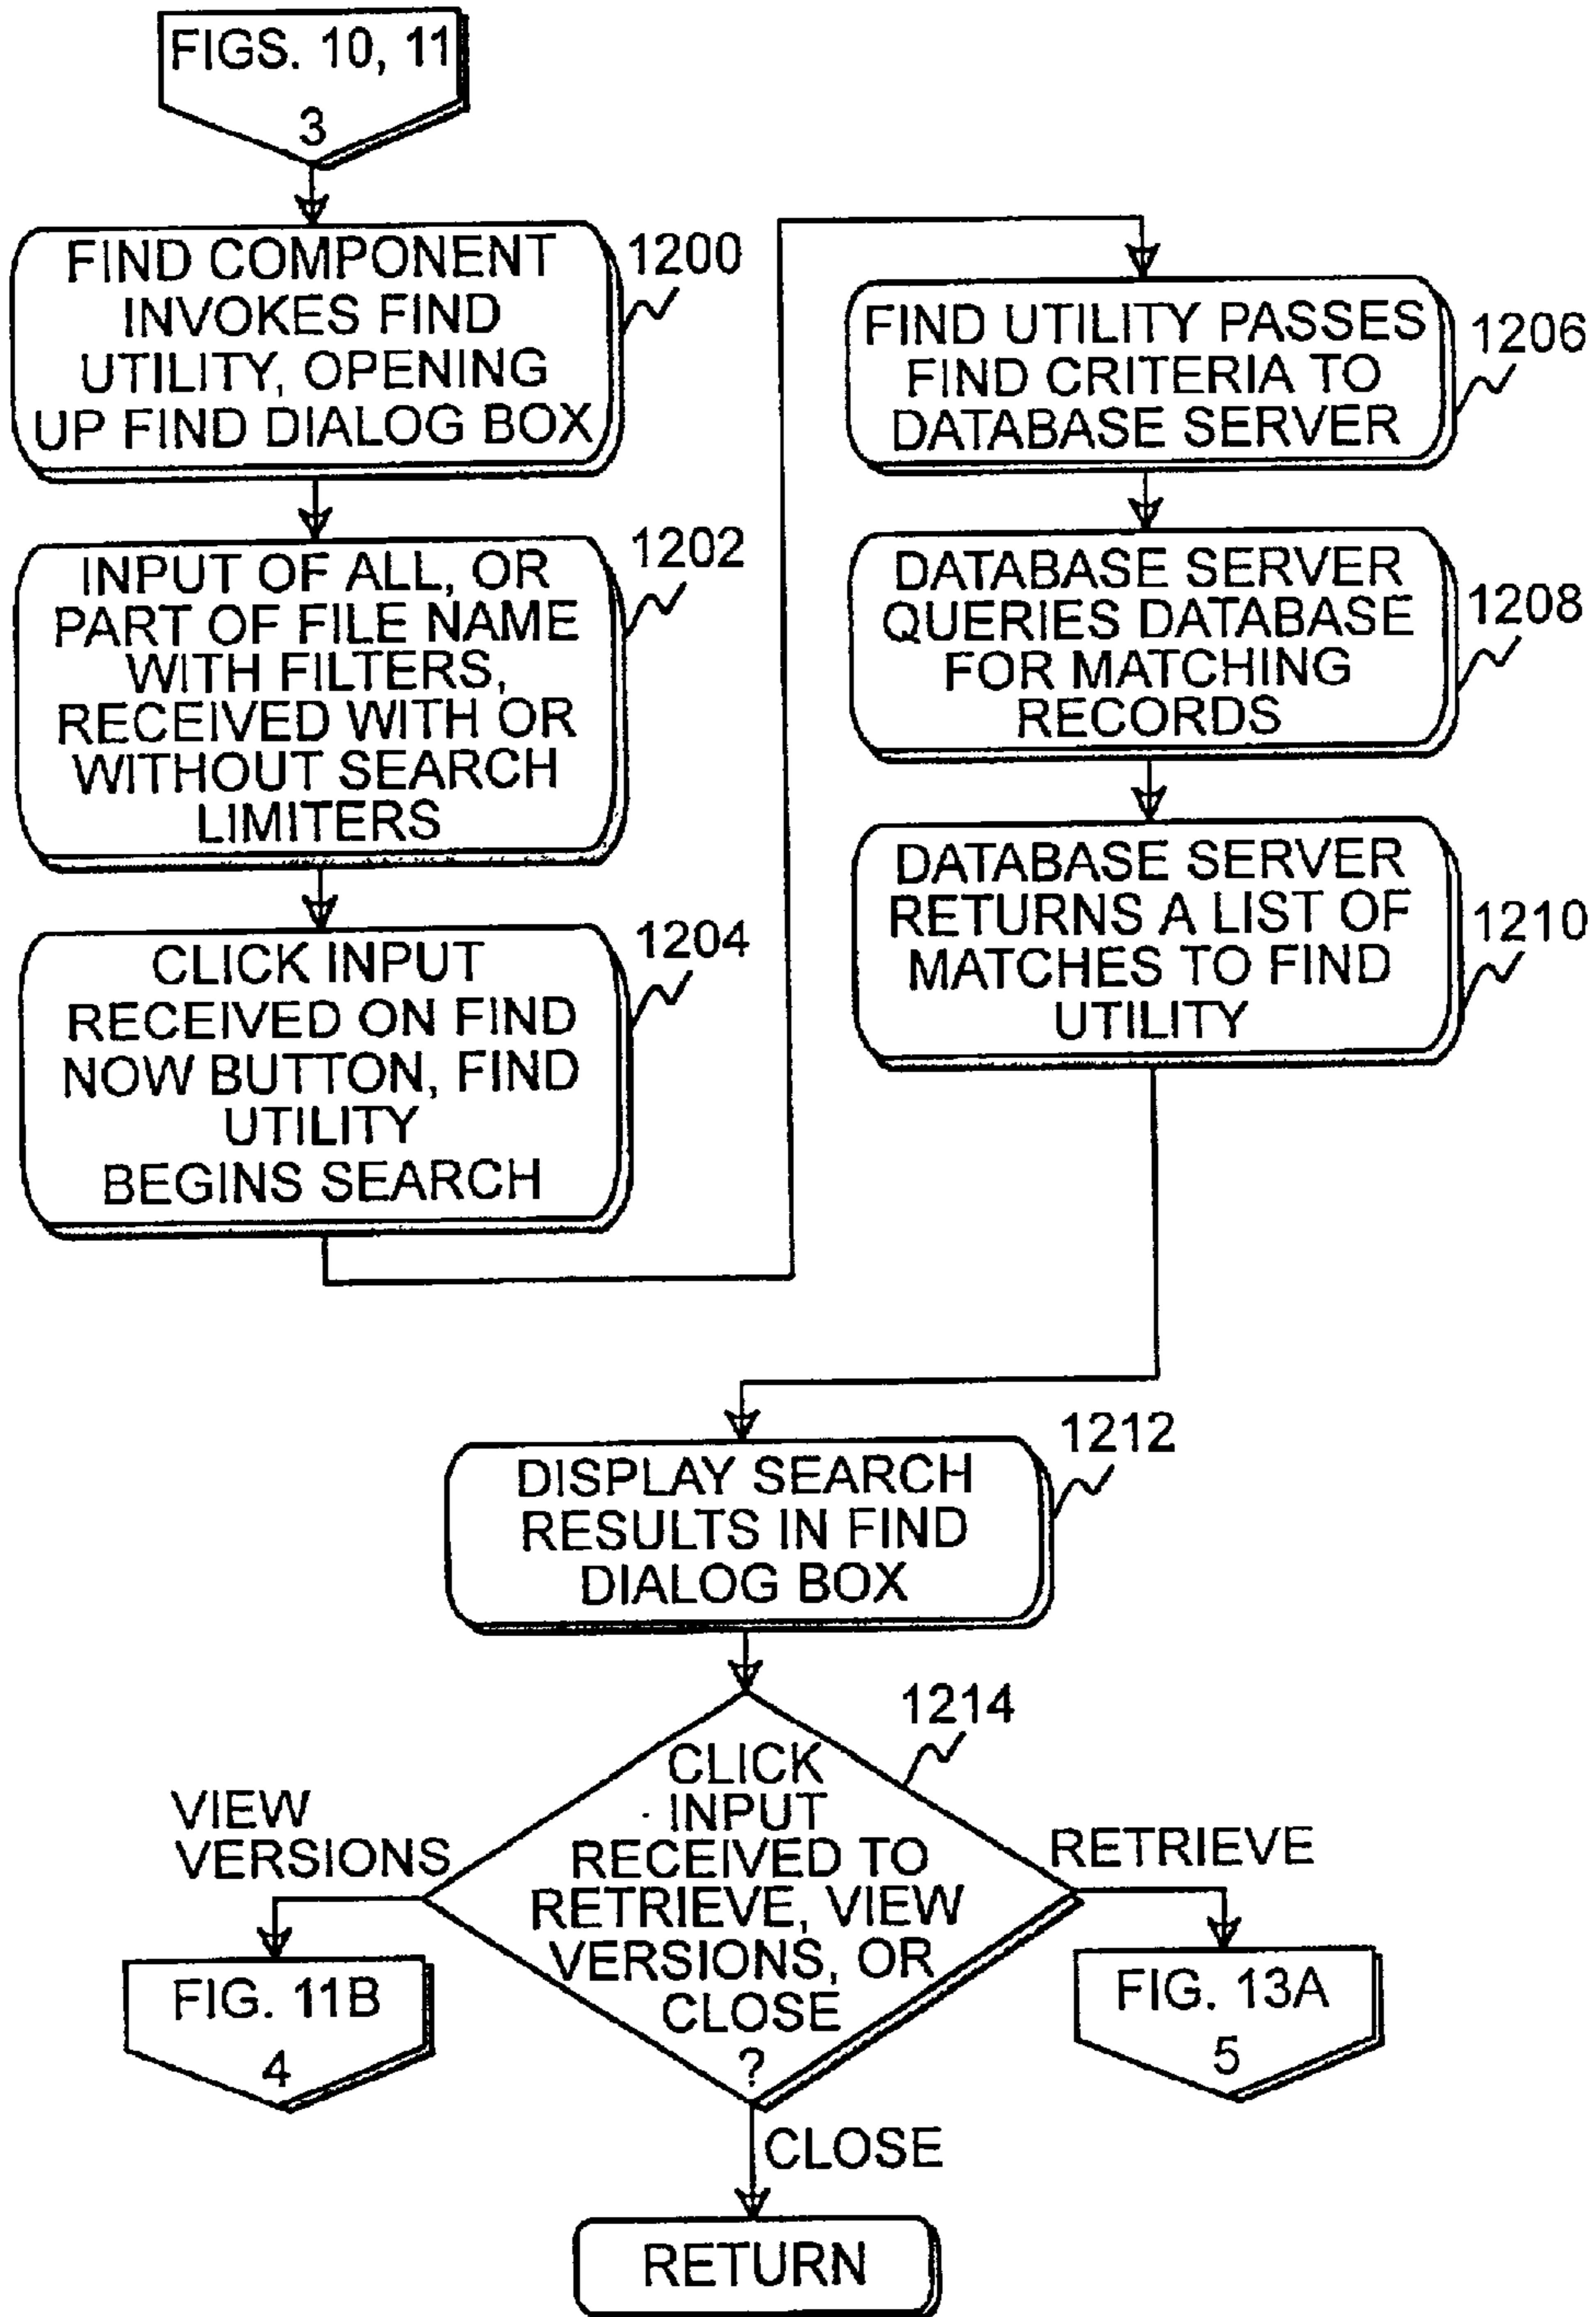 FIGS. 10, 11
3
FIND COMPONENT
INVOKES FIND
UTILITY, OPENING
UP FIND DIALOG BOX
1200
INPUT OF ALL, OR
PART OF FILE NAME
WITH FILTERS,
RECEIVED WITH OR
WITHOUT SEARCH
LIMITERS
1202
CLICK INPUT
RECEIVED ON FIND
NOW BUTTON, FIND
UTILITY
BEGINS SEARCH
1204
FIND UTILITY PASSES
FIND CRITERIA TO
DATABASE SERVER
1206
DATABASE SERVER
QUERIES DATABASE
FOR MATCHING
RECORDS
1208
DATABASE SERVER
RETURNS A LIST OF
MATCHES TO FIND
UTILITY
1210
DISPLAY SEARCH
RESULTS IN FIND
DIALOG BOX
1212
CLICK
INPUT
RECEIVED TO
RETRIEVE, VIEW
VERSIONS, OR
CLOSE
?
1214
VIEW
VERSIONS
FIG. 11B
4
RETRIEVE
FIG. 13A
5
CLOSE
RETURN